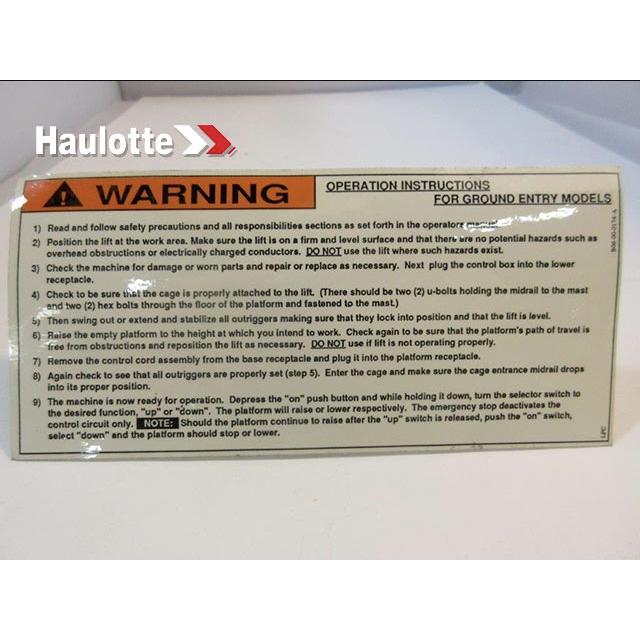 Haulotte
WARNING
OPERATION INSTRUCTIONS
FOR GROUND ENTRY MODELS
1) Read and follow safety precautions and all responsibilities sections as set forth in the operators manual.
2) Position the lift at the work area. Make sure the lift is on a firm and level surface and that there are no potential hazards such as
overhead obstructions or electrically charged conductors. DO NOT use the lift where such hazards exist.
3) Check the machine for damage or worn parts and repair or replace as necessary. Next plug the control box into the lower
receptacle.
4) Check to be sure that the cage is properly attached to the lift. (There should be two (2) u-bolts holding the midrail to the mast
and two (2) hex bolts through the floor of the platform and fastened to the mast.)
5) Then swing out or extend and stabilize all outriggers making sure that they lock into position and that the lift is level.
6) Raise the empty platform to the height at which you intend to work. Check again to be sure that the platform's path of travel is
free from obstructions and reposition the lift as necessary. DO NOT use if lift is not operating properly.
7) Remove the control cord assembly from the base receptacle and plug it into the platform receptacle.
8) Again check to see that all outriggers are properly set (step 5). Enter the cage and make sure the cage entrance midrail drops
into its proper position.
9) The machine is now ready for operation. Depress the "on" push button and while holding it down, turn the selector switch to
the desired function, "up" or "down". The platform will raise or lower respectively. The emergency stop deactivates the
control circuit only. NOTE: Should the platform continue to raise after the "up" switch is released, push the "on" switch,
select "down" and the platform should stop or lower.
B06-00-0134-A
LPC